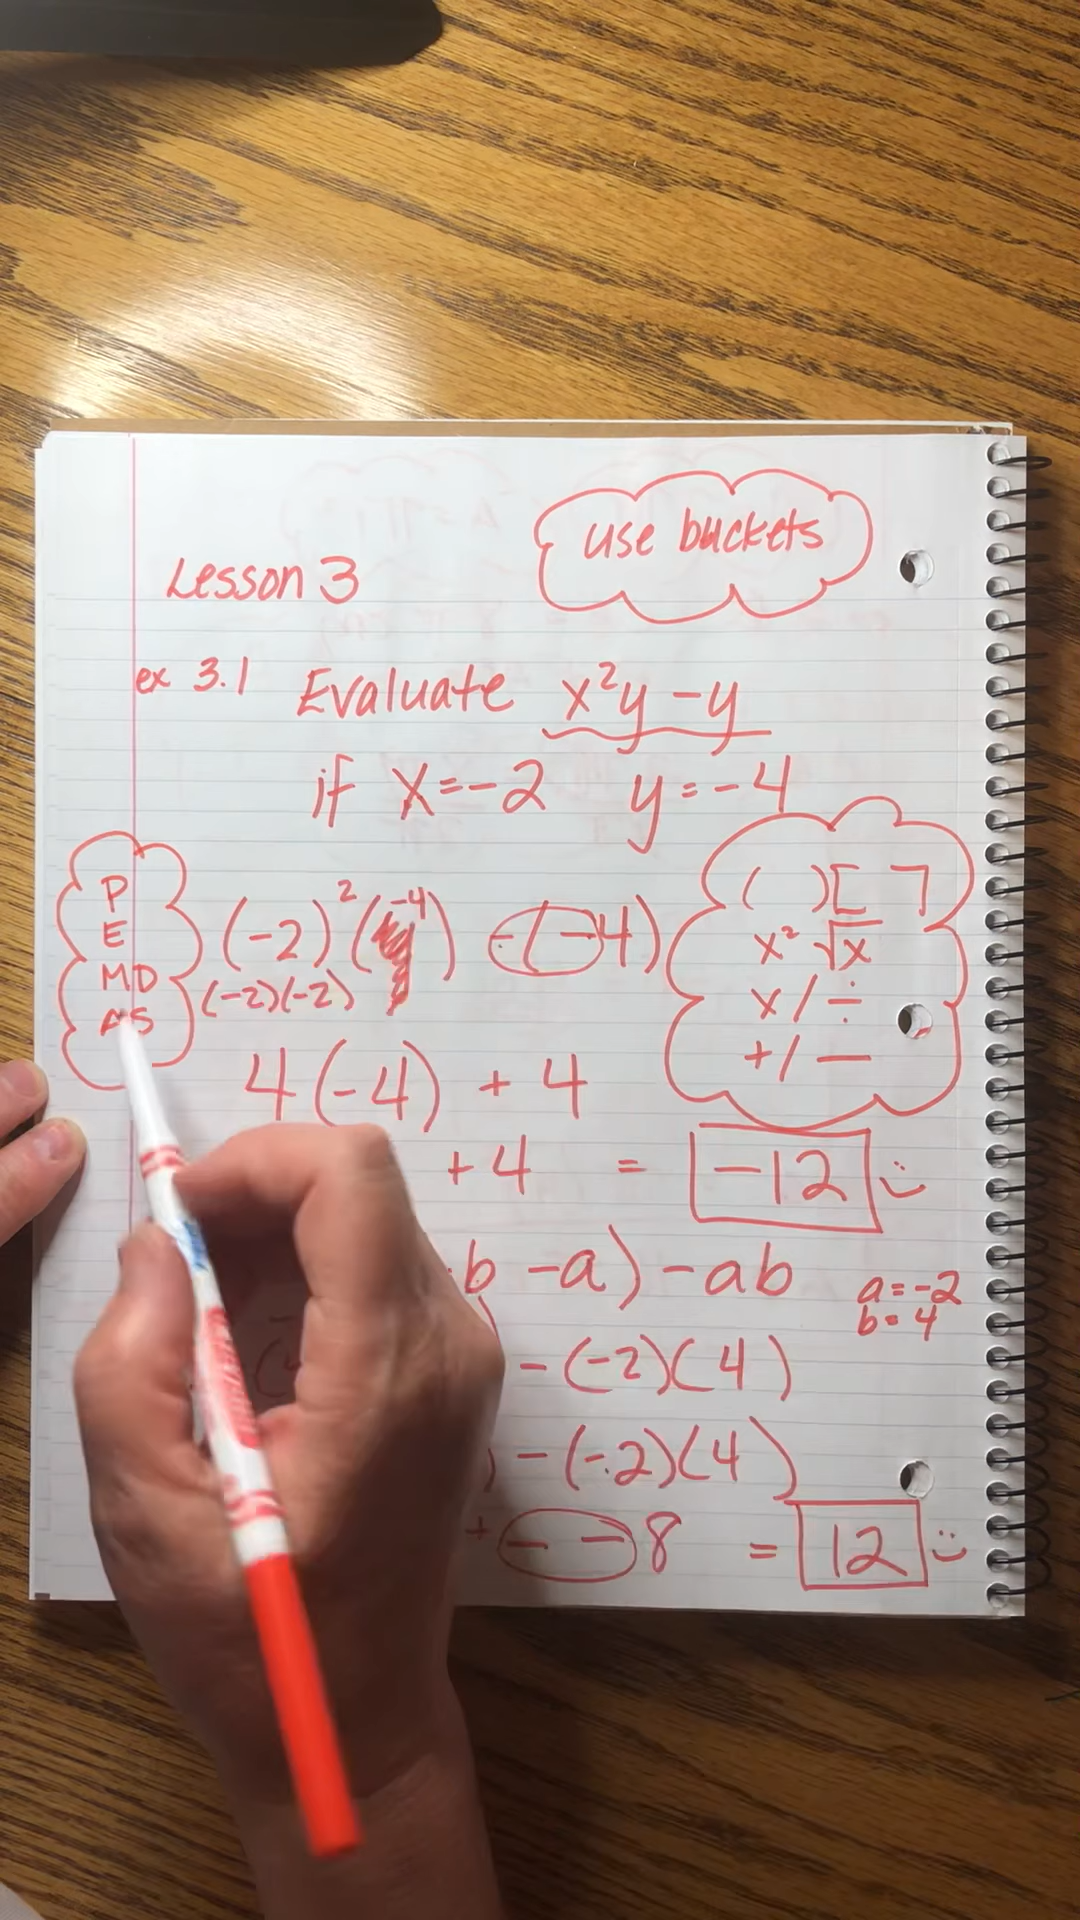 use buckets
Lesson 3
ex 3.1 Evaluate x²y - y
if x = -2 y = -4
P
E
MD
AS
( ) [ ]
x² √x
x / ÷
+ / —
(-2)² (-4) -(-4)
(-2)(-2)
4(-4) + 4
+4 = -12 :)
b - a) - ab
a = -2
b = 4
- (-2)(4)
) - (-2)(4)
+ - - 8 = 12 :)